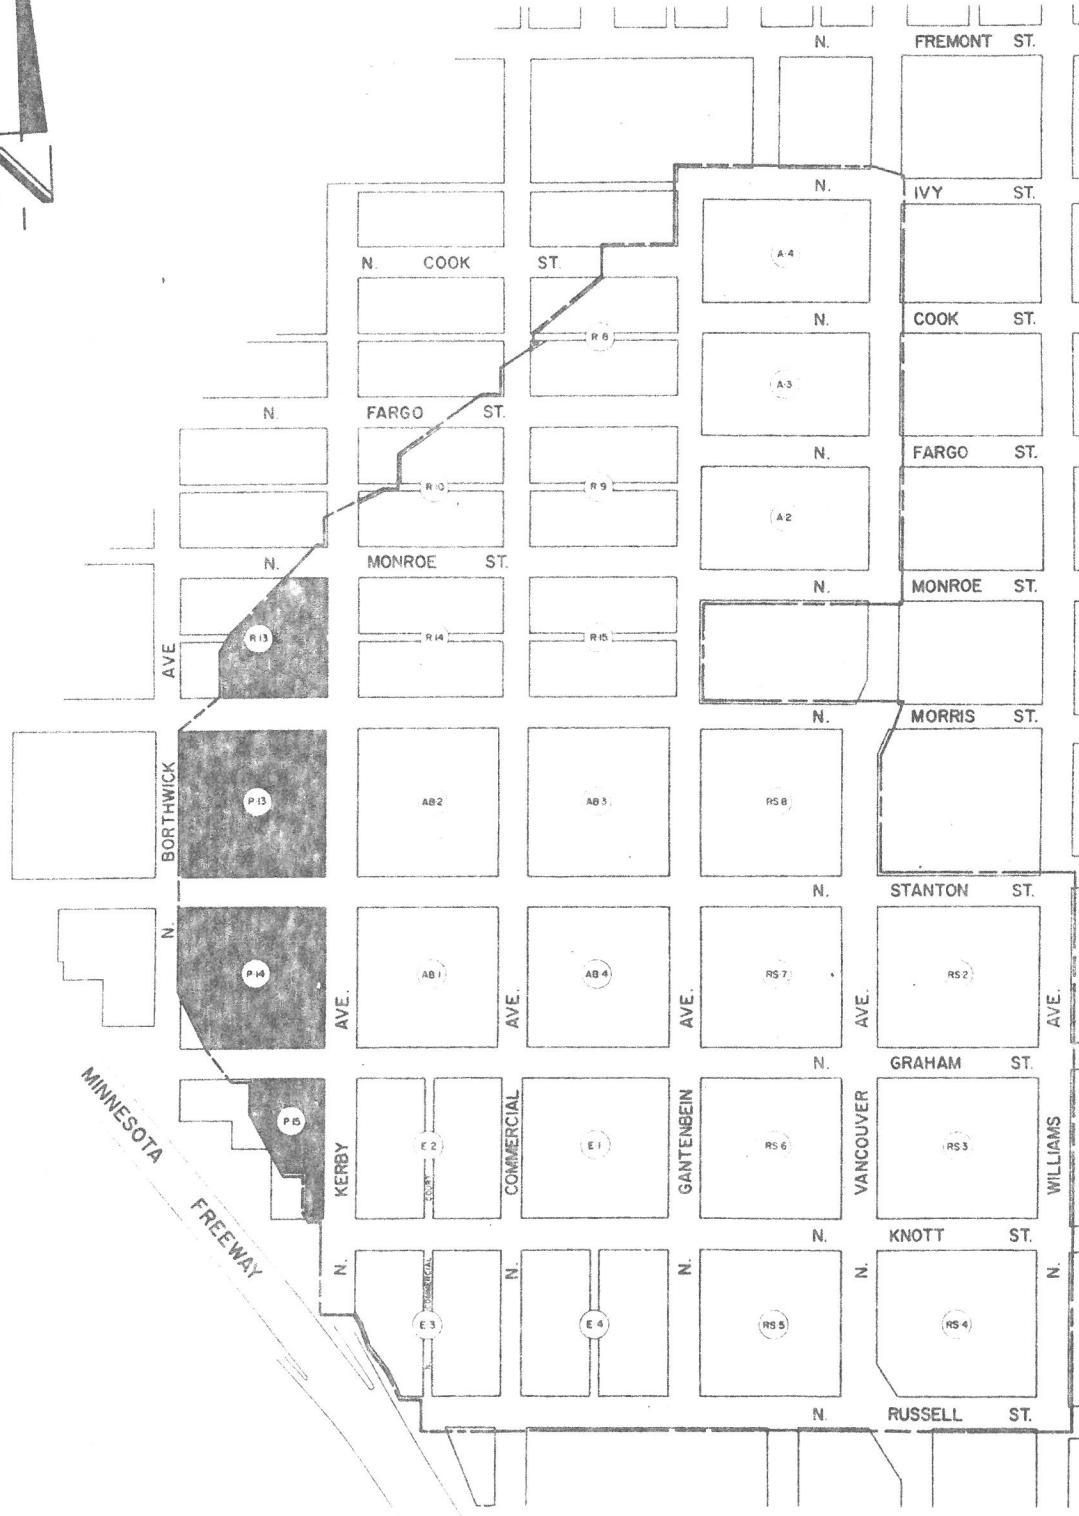 N. FREMONT ST.
N. IVY ST.
A-4
N. COOK ST.
N. COOK ST.
R 8
A-3
N. FARGO ST.
N. FARGO ST.
R 10
R 9
A 2
N. MONROE ST.
N. MONROE ST.
R 13
R 14
R 15
N. MORRIS ST.
P-13
AB 2
AB 3
RS 8
N. STANTON ST.
P-14
AB 1
AB 4
RS 7
RS 2
N. GRAHAM ST.
P 15
E 2
E 1
RS 6
RS 3
COURT
N. KNOTT ST.
N. COMMERCIAL
E 3
E 4
RS 5
RS 4
N. RUSSELL ST.
N. BORTHWICK AVE
N. KERBY AVE.
N. COMMERCIAL AVE.
N. GANTENBEIN AVE.
N. VANCOUVER AVE.
N. WILLIAMS AVE.
MINNESOTA FREEWAY